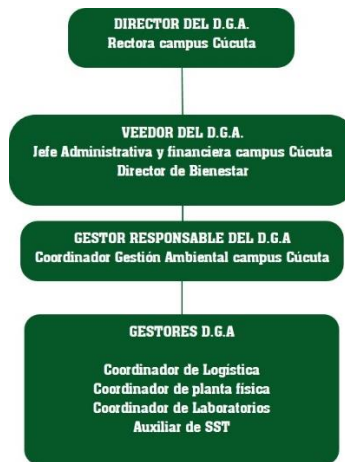 DIRECTOR DEL D.G.A.
Rectora campus Cúcuta
VEEDOR DEL D.G.A.
Jefe Administrativa y financiera campus Cúcuta
Director de Bienestar
GESTOR RESPONSABLE DEL D.G.A
Coordinador Gestión Ambiental campus Cúcuta
GESTORES D.G.A
Coordinador de Logística
Coordinador de planta física
Coordinador de Laboratorios
Auxiliar de SST